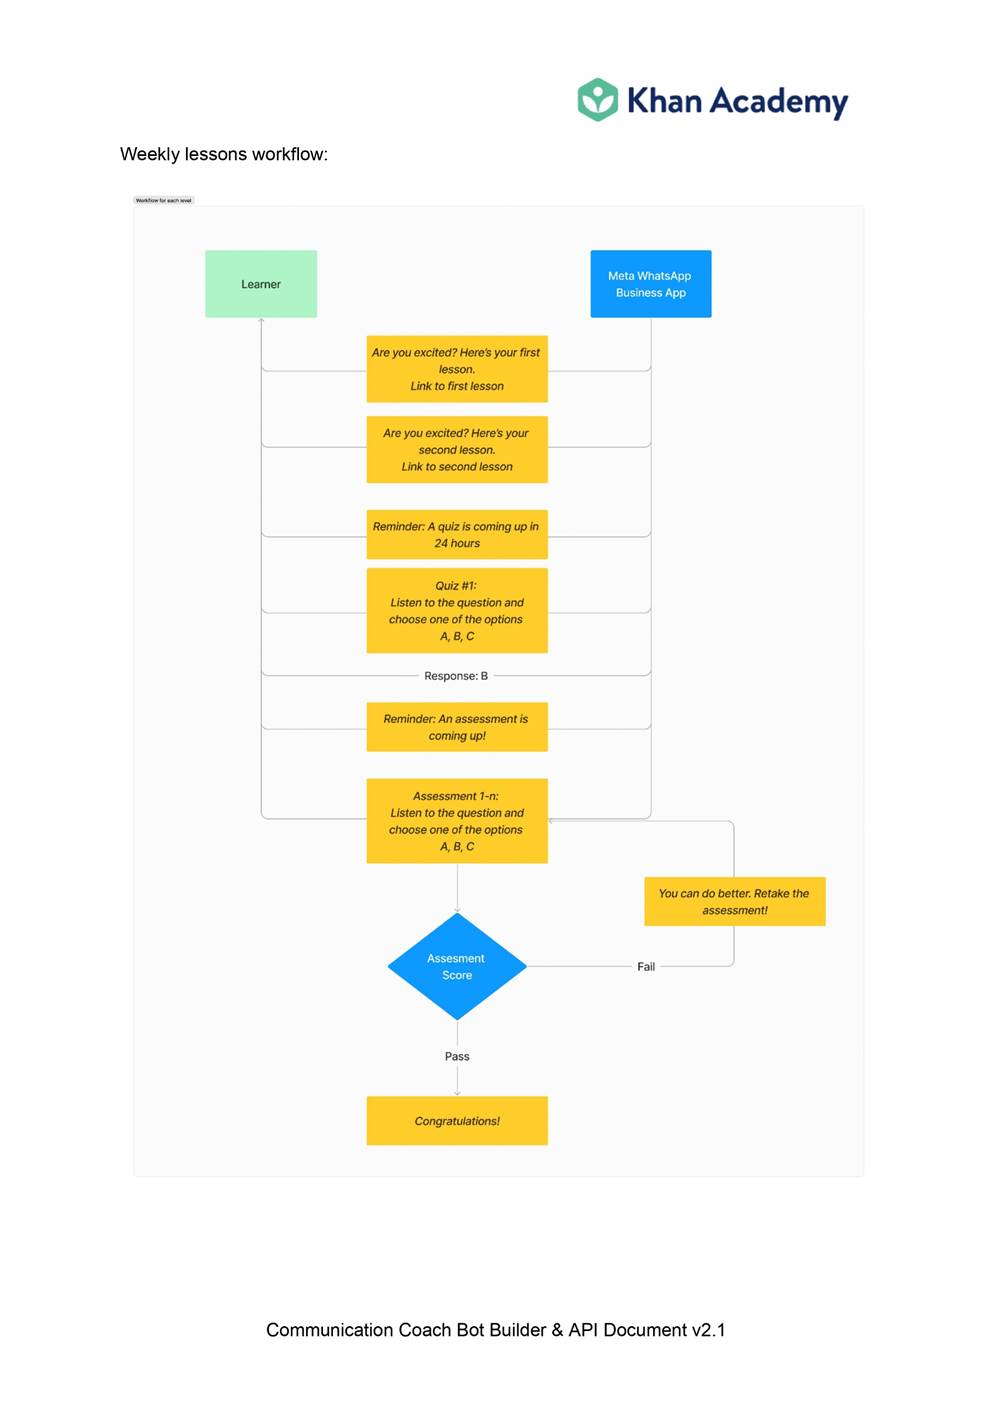 Khan Academy
Weekly lessons workflow:
Workflow for each level
Learner
Meta WhatsApp
Business App
Are you excited? Here's your first
lesson.
Link to first lesson
Are you excited? Here's your
second lesson.
Link to second lesson
Reminder: A quiz is coming up in
24 hours
Quiz #1:
Listen to the question and
choose one of the options
A, B, C
Response: B
Reminder: An assessment is
coming up!
Assessment 1-n:
Listen to the question and
choose one of the options
A, B, C
You can do better. Retake the
assessment!
Assesment
Score
Fail
Pass
Congratulations!
Communication Coach Bot Builder & API Document v2.1